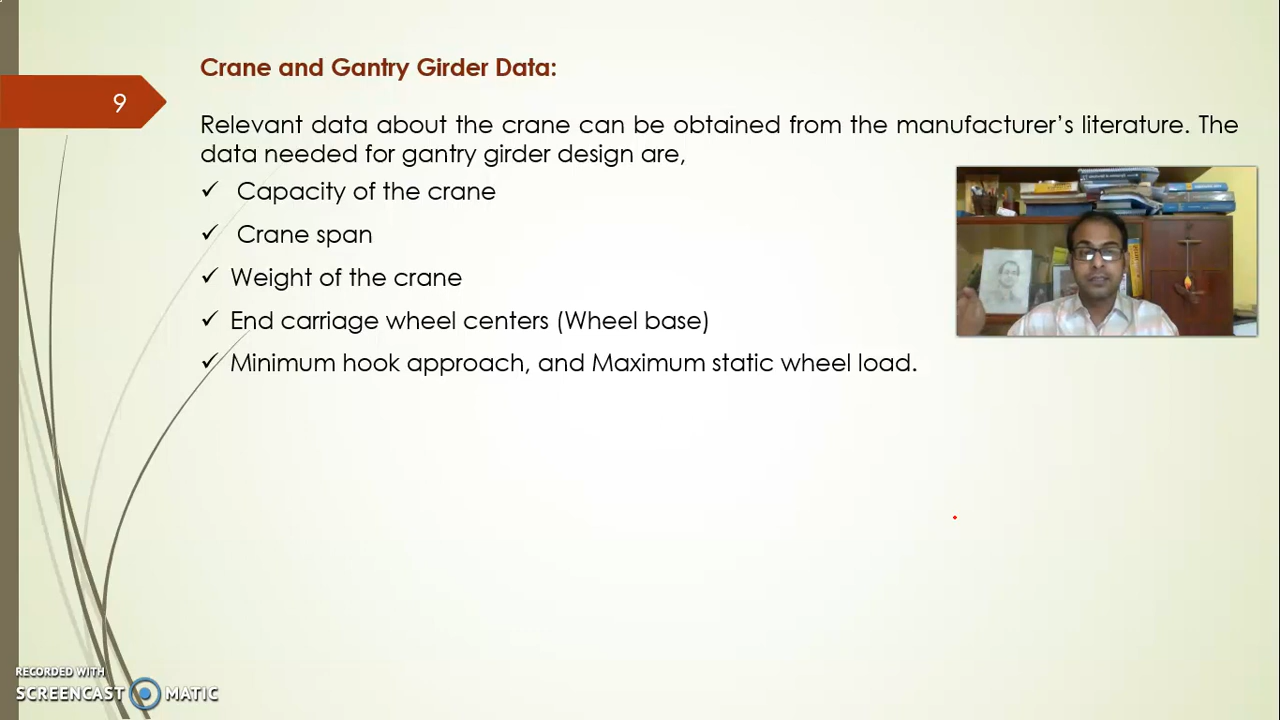 Crane and Gantry Girder Data:
9
Relevant data about the crane can be obtained from the manufacturer's literature. The
data needed for gantry girder design are,
✓ Capacity of the crane
✓ Crane span
✓ Weight of the crane
✓ End carriage wheel centers (Wheel base)
✓ Minimum hook approach, and Maximum static wheel load.
RECORDED WITH
SCREENCAST MATIC